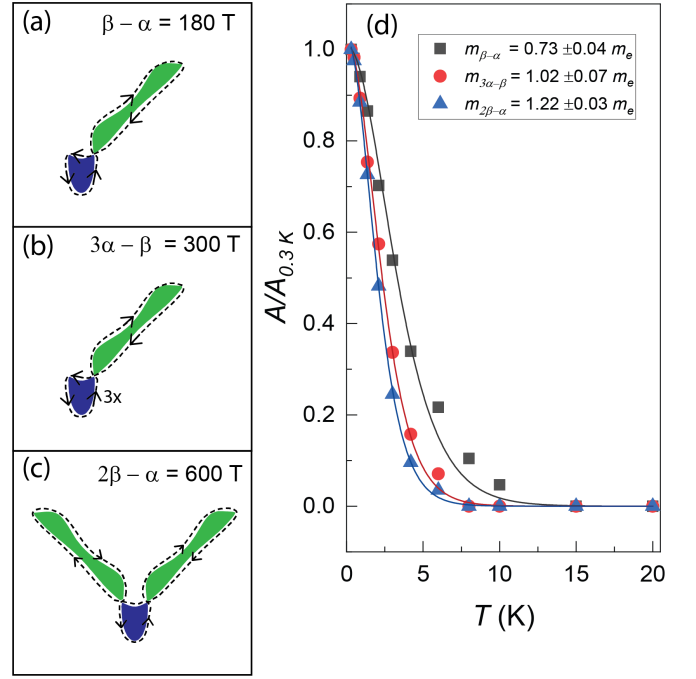 (a)
β – α = 180 T
(b)
3α – β = 300 T
3x
(c)
2β – α = 600 T
(d)
m_{β–α} = 0.73 ±0.04 m_e
m_{3α–β} = 1.02 ±0.07 m_e
m_{2β–α} = 1.22 ±0.03 m_e
1.0
0.8
0.6
0.4
0.2
0.0
A/A_{0.3 K}
0 5 10 15 20
T (K)